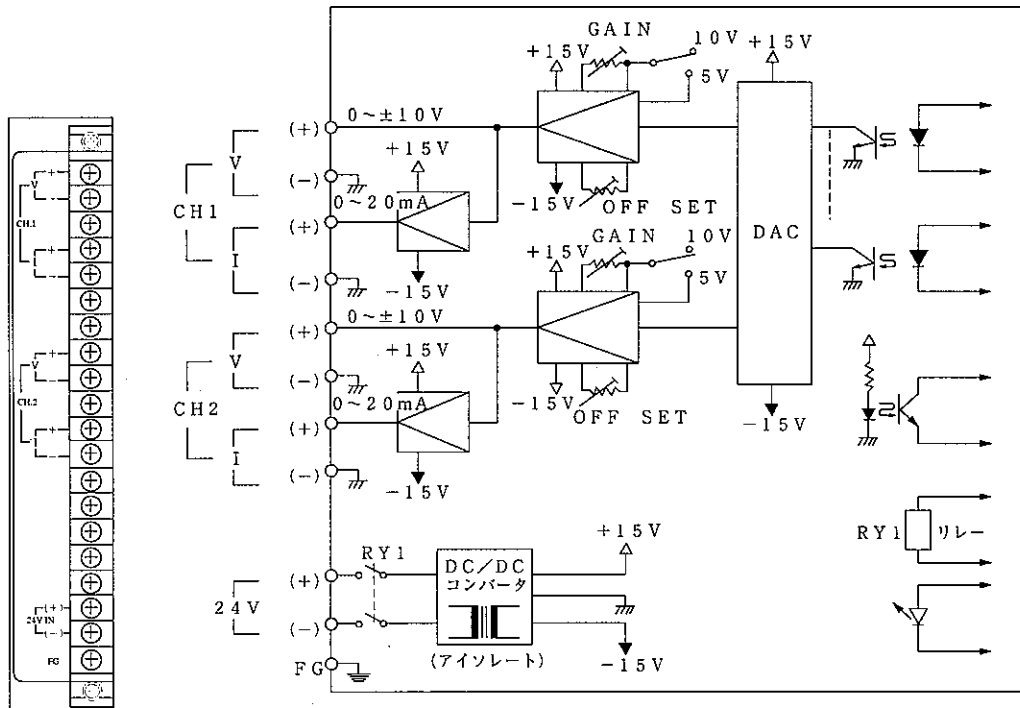 V
+
-
CH.1
+
-
V
+
-
CH.2
+
-
(+)
24V IN
(-)
FG
CH1
V
I
(+)
0~±10V
(-)
(+)
0~20mA
(-)
+15V
-15V
GAIN
+15V
10V
5V
-15V
OFF SET
CH2
V
I
(+)
0~±10V
(-)
(+)
0~20mA
(-)
+15V
-15V
GAIN
+15V
10V
5V
-15V
OFF SET
+15V
DAC
-15V
24V
(+)
(-)
FG
RY1
DC/DC
コンバータ
(アイソレート)
+15V
-15V
RY1
リレー